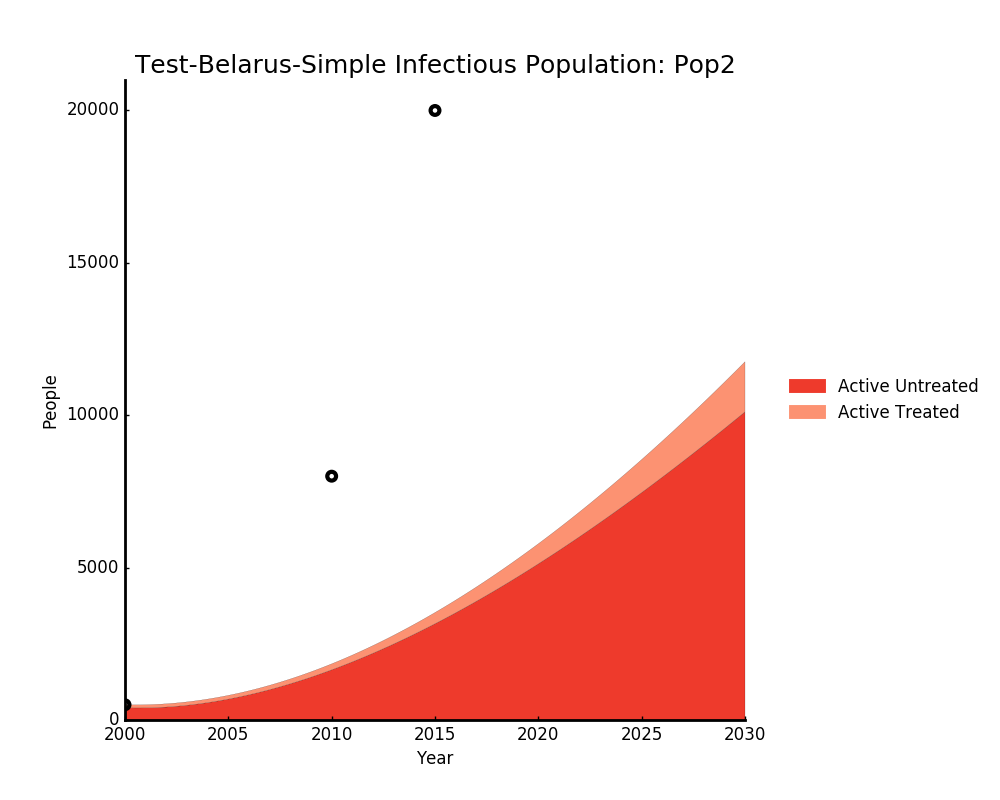 Test-Belarus-Simple Infectious Population: Pop2
20000
15000
10000
5000
0
People
2000 2005 2010 2015 2020 2025 2030
Year
Active Untreated
Active Treated